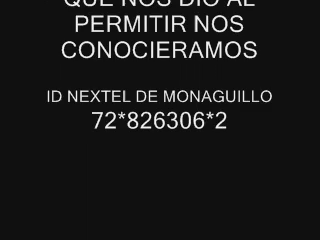 QUE NOS DIO AL
PERMITIR NOS
CONOCIERAMOS
ID NEXTEL DE MONAGUILLO
72*826306*2